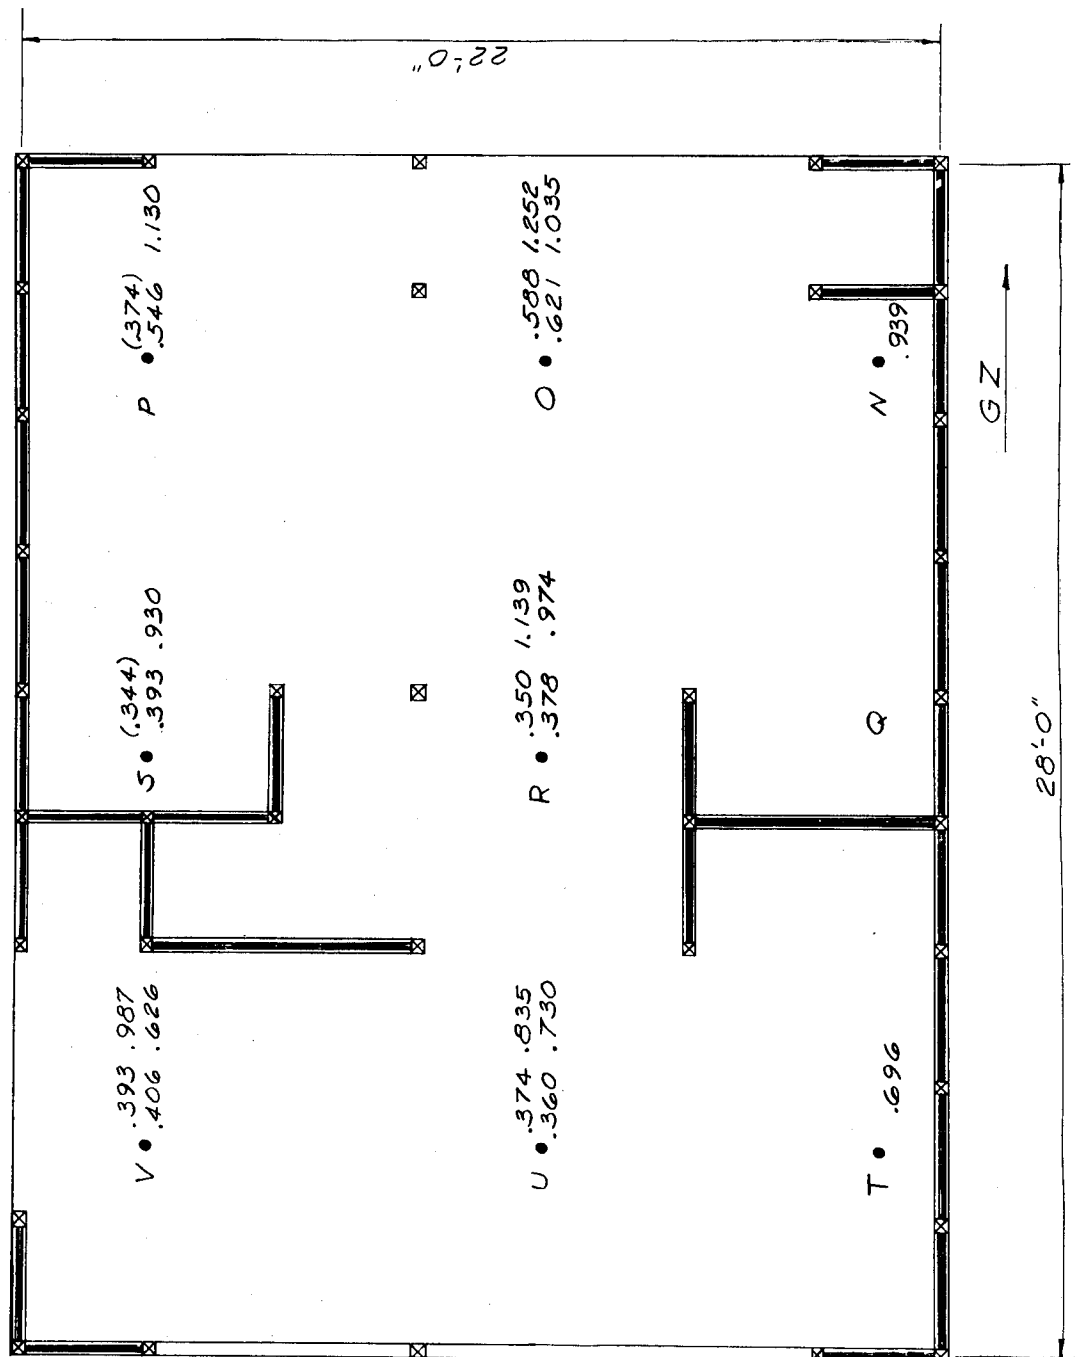 22'-0"
P
(.374)
.546 1.130
O
.588 1.252
.621 1.035
N
.939
GZ
S
(.344)
.393 .930
R
.350 1.139
.378 .974
Q
28'-0"
V
.393 .987
.406 .626
U
.374 .835
.360 .730
T
.696